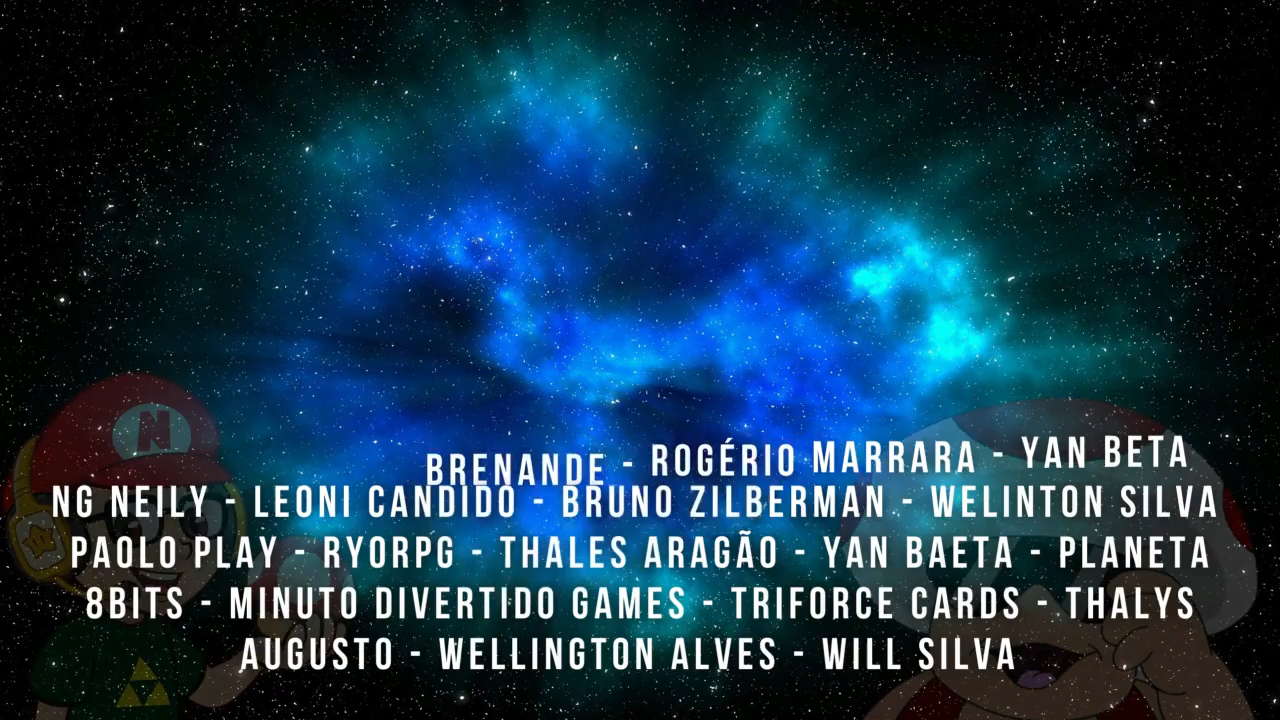 N
BRENANDE - ROGÉRIO MARRARA - YAN BETA
NG NEILY - LEONI CANDIDO - BRUNO ZILBERMAN - WELINTON SILVA
PAOLO PLAY - RYORPG - THALES ARAGÃO - YAN BAETA - PLANETA
8BITS - MINUTO DIVERTIDO GAMES - TRIFORCE CARDS - THALYS
AUGUSTO - WELLINGTON ALVES - WILL SILVA